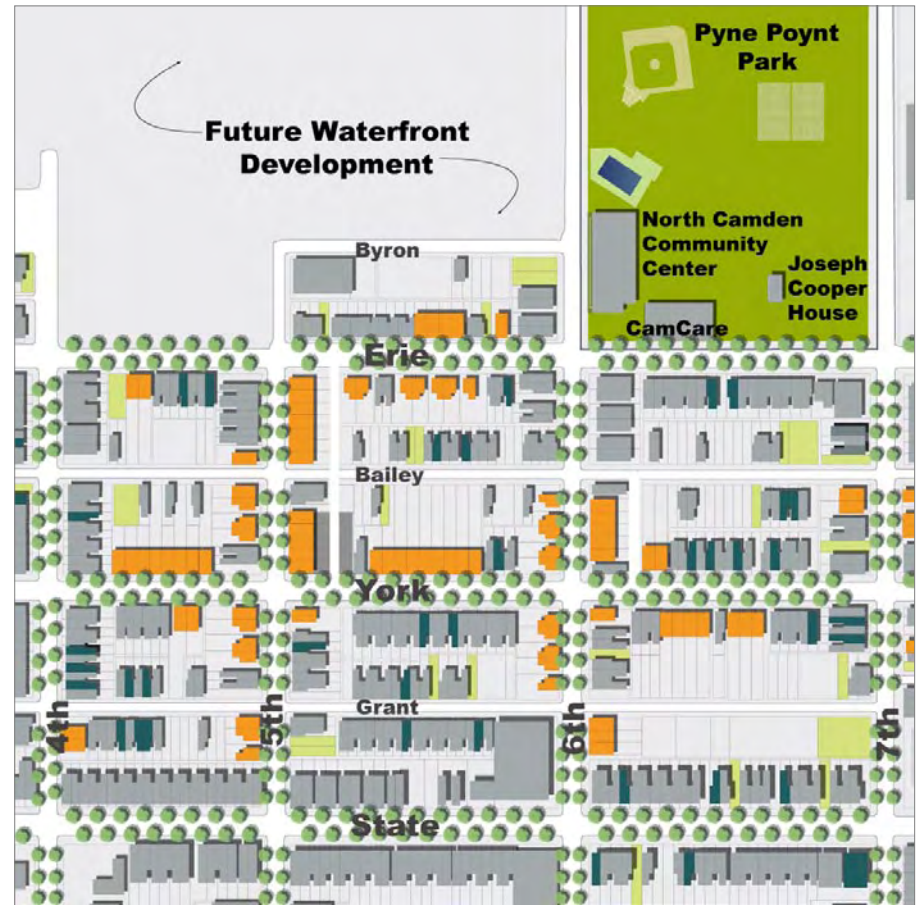 Pyne Poynt
Park
Future Waterfront
Development
North Camden
Community
Center
Joseph
Cooper
House
CamCare
Byron
Erie
Bailey
York
Grant
4th
5th
6th
7th
State